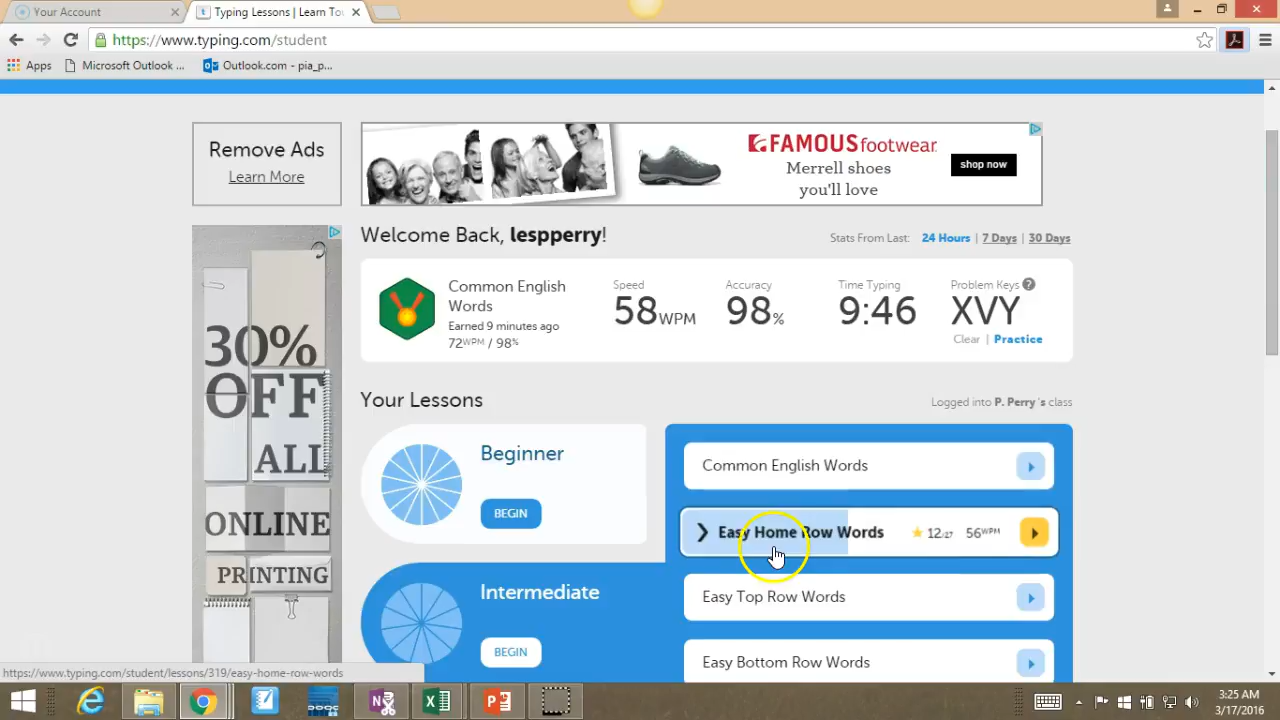 Your Account
Typing Lessons | Learn To
https://www.typing.com/student
Apps
Microsoft Outlook ...
Outlook.com - pia_p...
Remove Ads
Learn More
FAMOUS footwear
Merrell shoes
you'll love
shop now
30%
OFF
ALL
ONLINE
PRINTING
Welcome Back, lespperry!
Stats From Last: 24 Hours | 7 Days | 30 Days
Common English
Words
Earned 9 minutes ago
72WPM / 98%
Speed
58WPM
Accuracy
98%
Time Typing
9:46
Problem Keys ?
XVY
Clear | Practice
Your Lessons
Logged into P. Perry 's class
Beginner
BEGIN
Intermediate
BEGIN
Common English Words
Easy Home Row Words
12/27
56WPM
Easy Top Row Words
Easy Bottom Row Words
https://www.typing.com/student/lessons/319/easy-home-row-words
3:25 AM
3/17/2016